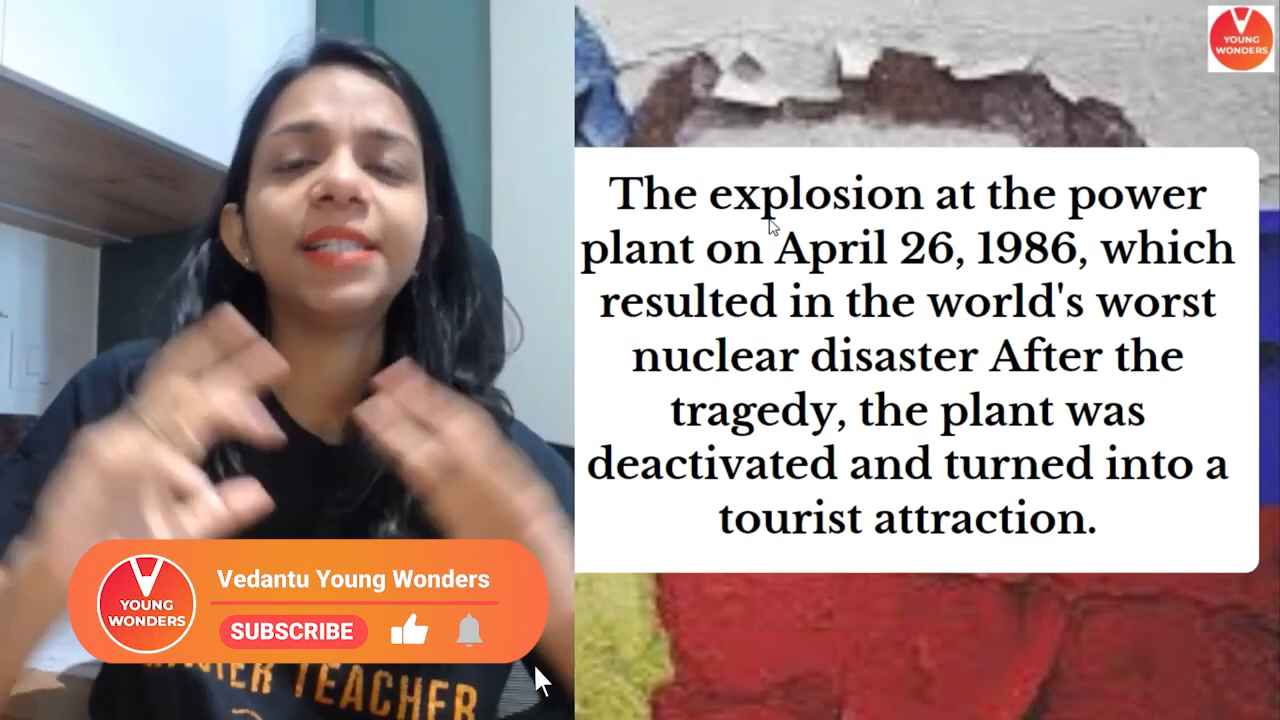 YOUNG
WONDERS
The explosion at the power
plant on April 26, 1986, which
resulted in the world's worst
nuclear disaster After the
tragedy, the plant was
deactivated and turned into a
tourist attraction.
Vedantu Young Wonders
YOUNG
WONDERS
SUBSCRIBE
TEACHER